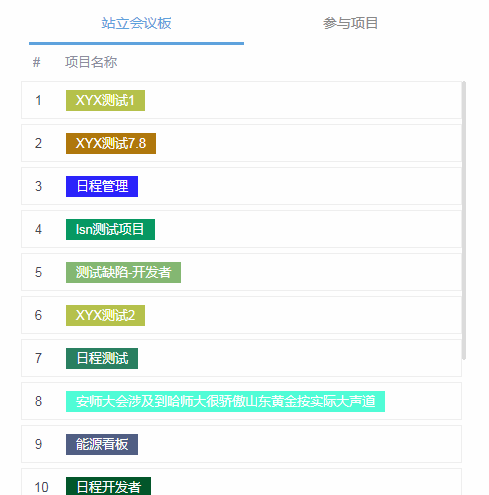 站立会议板 参与项目
# 项目名称
1 XYX测试1
2 XYX测试7.8
3 日程管理
4 lsn测试项目
5 测试缺陷-开发者
6 XYX测试2
7 日程测试
8 安师大会涉及到哈师大很骄傲山东黄金按实际大声道
9 能源看板
10 日程开发者